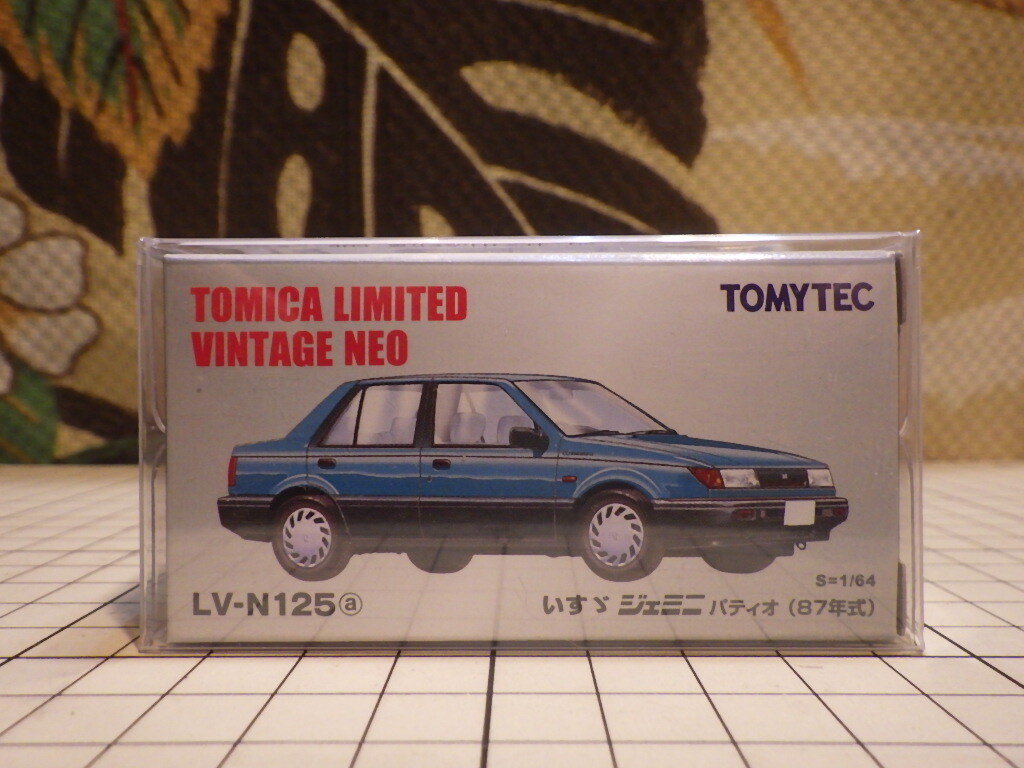 TOMICA LIMITED
VINTAGE NEO
TOMYTEC
S=1/64
LV-N125ⓐ
いすゞ ジェミニ パティオ (87年式)